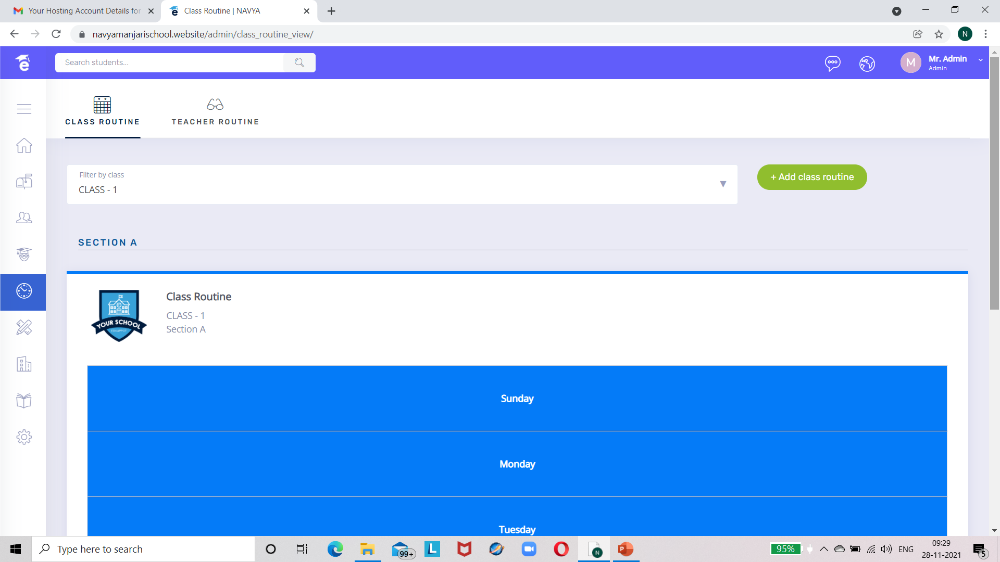 Your Hosting Account Details for
Class Routine | NAVYA
navyamanjarischool.website/admin/class_routine_view/
N
Search students...
M
Mr. Admin
Admin
CLASS ROUTINE
TEACHER ROUTINE
Filter by class
CLASS - 1
+ Add class routine
SECTION A
YOUR SCHOOL
Class Routine
CLASS - 1
Section A
Sunday
Monday
Tuesday
Type here to search
99+
L
N
P
95%
ENG
09:29
28-11-2021
5